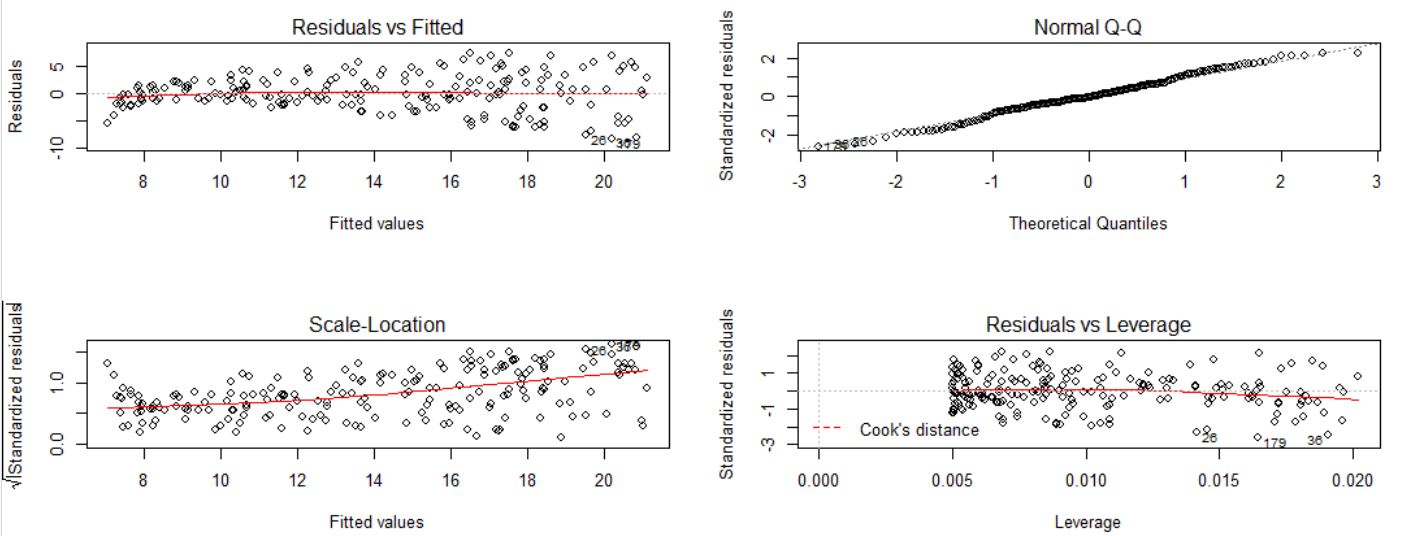 Residuals vs Fitted
Residuals
5
0
-10
26
179
8 10 12 14 16 18 20
Fitted values
Normal Q-Q
Standardized residuals
2
0
-2
36
-3 -2 -1 0 1 2 3
Theoretical Quantiles
Scale-Location
√|Standardized residuals|
1.0
0.0
26
8 10 12 14 16 18 20
Fitted values
Residuals vs Leverage
Standardized residuals
1
-1
-3
Cook's distance
26
179
36
0.000 0.005 0.010 0.015 0.020
Leverage